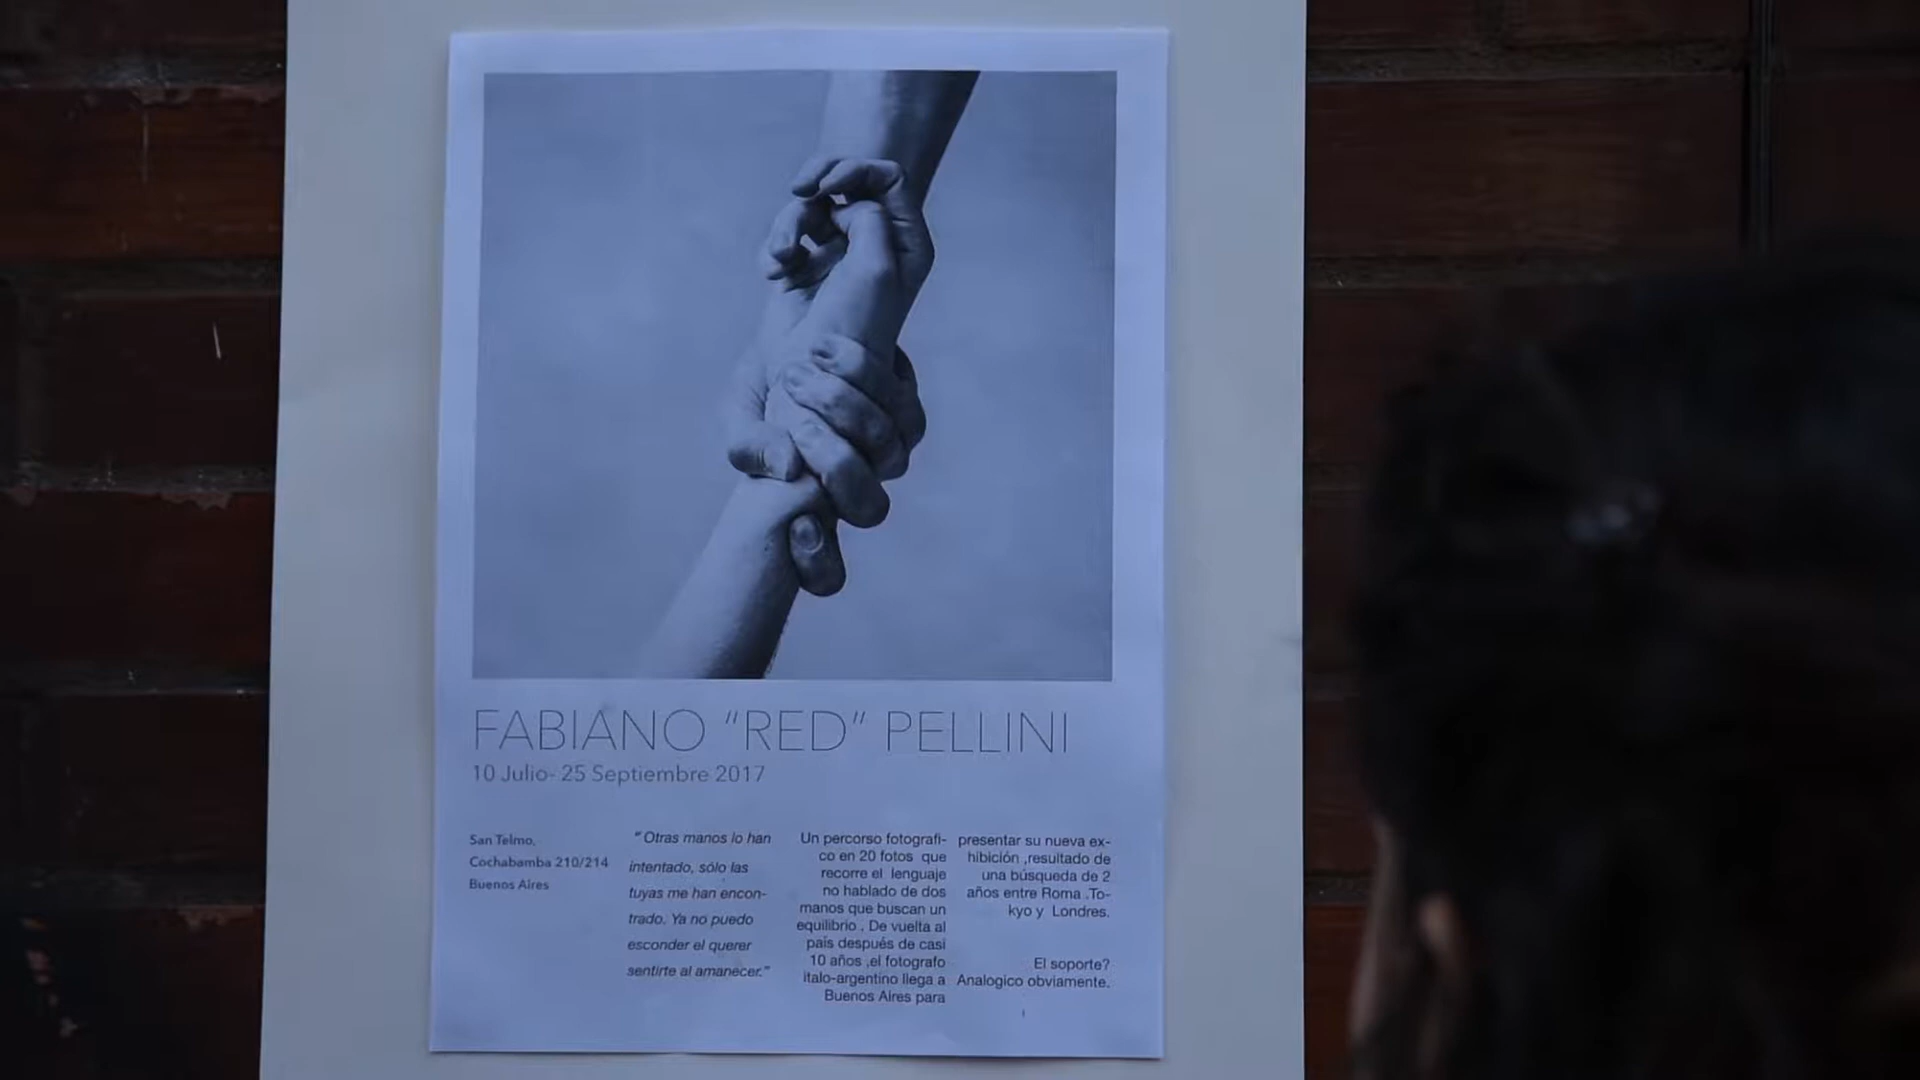 FABIANO "RED" PELLINI
10 Julio- 25 Septiembre 2017
San Telmo,
Cochabamba 210/214
Buenos Aires
" Otras manos lo han
intentado, sólo las
tuyas me han encon-
trado. Ya no puedo
esconder el querer
sentirte al amanecer."
Un percorso fotografi-
co en 20 fotos que
recorre el lenguaje
no hablado de dos
manos que buscan un
equilibrio . De vuelta al
país después de casi
10 años ,el fotografo
italo-argentino llega a
Buenos Aires para
presentar su nueva ex-
hibición ,resultado de
una búsqueda de 2
años entre Roma .To-
kyo y Londres.
El soporte?
Analogico obviamente.